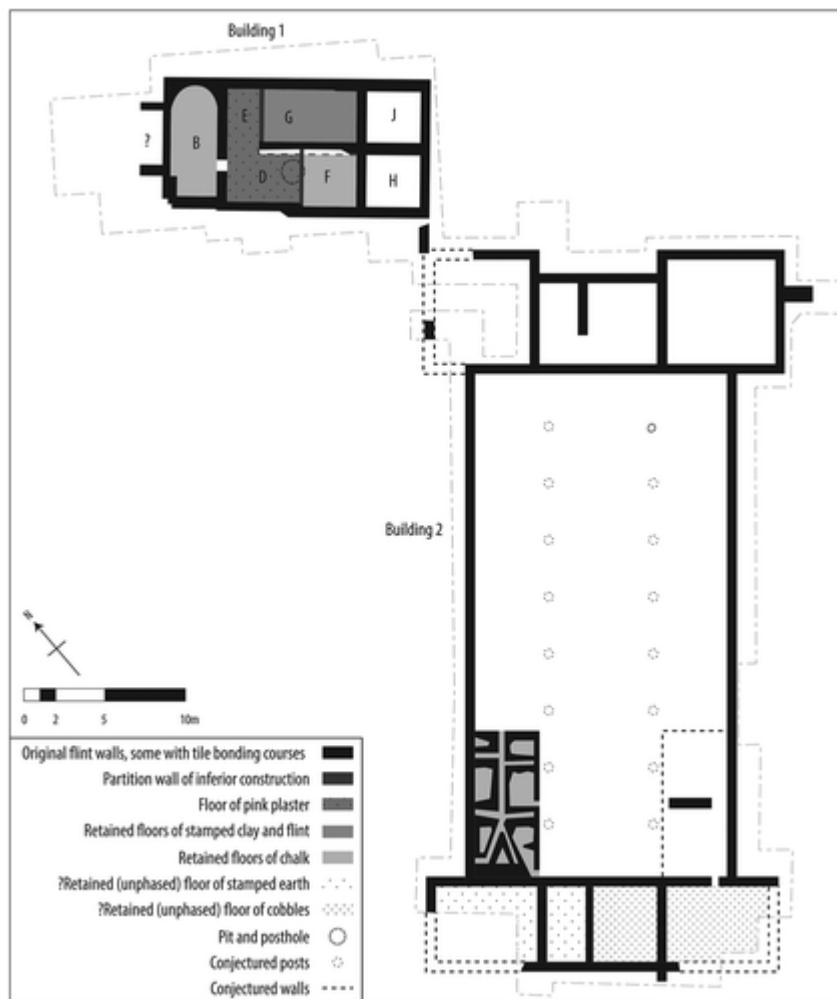 Building 1
?
B
E
G
J
D
F
H
Building 2
N
0 2 5 10m
Original flint walls, some with tile bonding courses
Partition wall of inferior construction
Floor of pink plaster
Retained floors of stamped clay and flint
Retained floors of chalk
?Retained (unphased) floor of stamped earth
?Retained (unphased) floor of cobbles
Pit and posthole
Conjectured posts
Conjectured walls